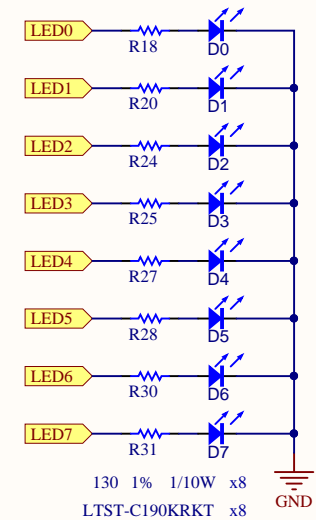 LED0 R18 D0
LED1 R20 D1
LED2 R24 D2
LED3 R25 D3
LED4 R27 D4
LED5 R28 D5
LED6 R30 D6
LED7 R31 D7
130 1% 1/10W x8
GND
LTST-C190KRKT x8